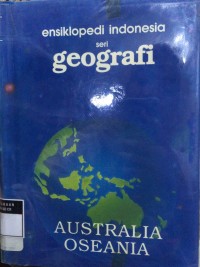 ensiklopedi indonesia
seri
geografi
AUSTRALIA
OSEANIA